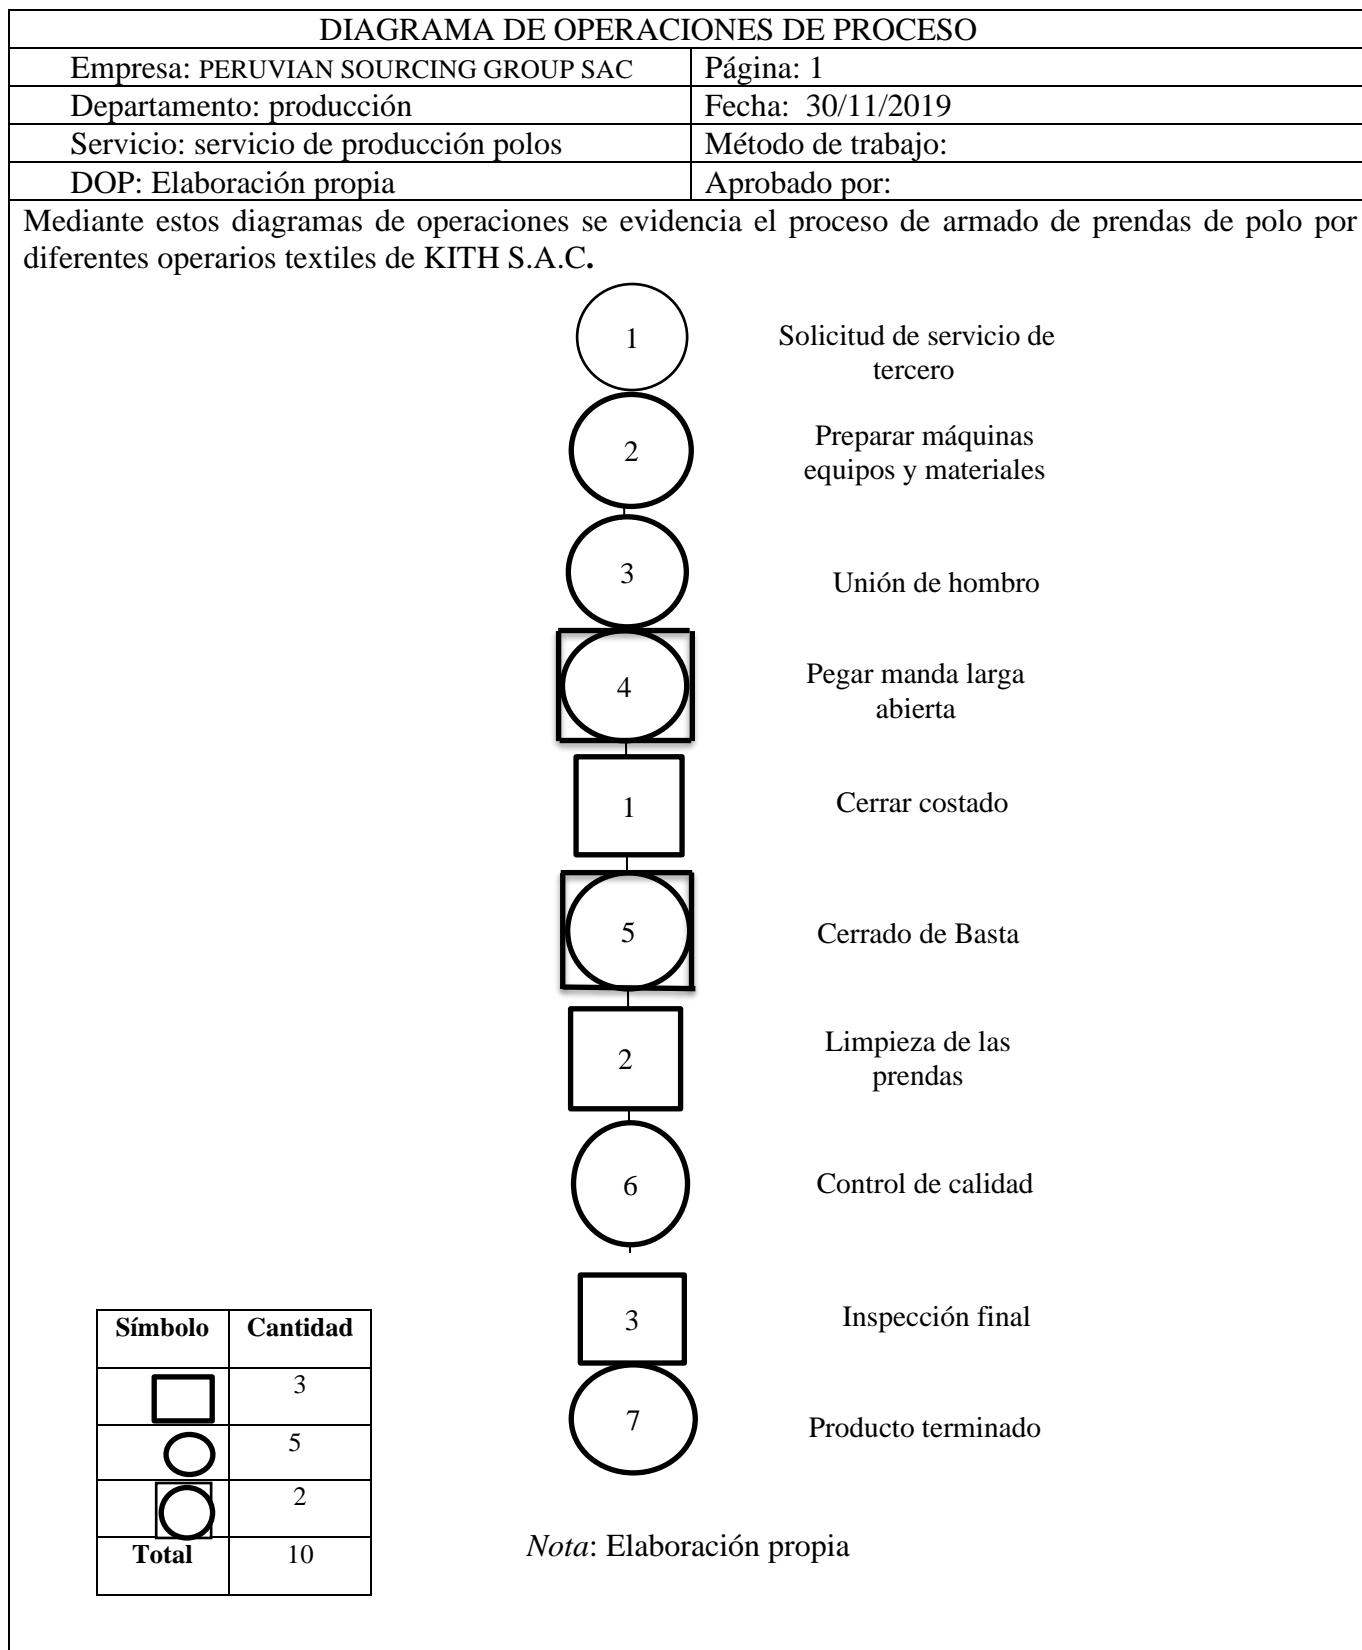 DIAGRAMA DE OPERACIONES DE PROCESO
Empresa: PERUVIAN SOURCING GROUP SAC
Página: 1
Departamento: producción
Fecha: 30/11/2019
Servicio: servicio de producción polos
Método de trabajo:
DOP: Elaboración propia
Aprobado por:
Mediante estos diagramas de operaciones se evidencia el proceso de armado de prendas de polo por
diferentes operarios textiles de KITH S.A.C.
1
Solicitud de servicio de
tercero
2
Preparar máquinas
equipos y materiales
3
Unión de hombro
4
Pegar manda larga
abierta
1
Cerrar costado
5
Cerrado de Basta
2
Limpieza de las
prendas
6
Control de calidad
3
Inspección final
7
Producto terminado
Símbolo
Cantidad
3
5
2
Total
10
Nota: Elaboración propia